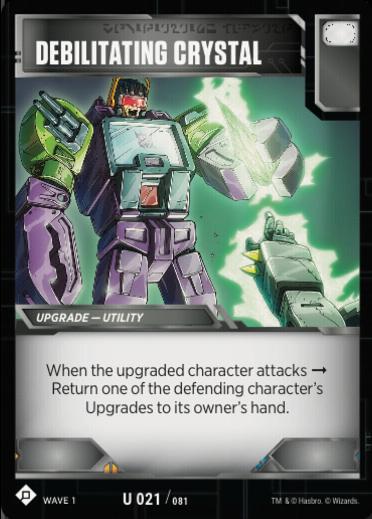 DEBILITATING CRYSTAL
UPGRADE – UTILITY
When the upgraded character attacks →
Return one of the defending character's
Upgrades to its owner's hand.
WAVE 1
U 021 / 081
TM & © Hasbro. © Wizards.